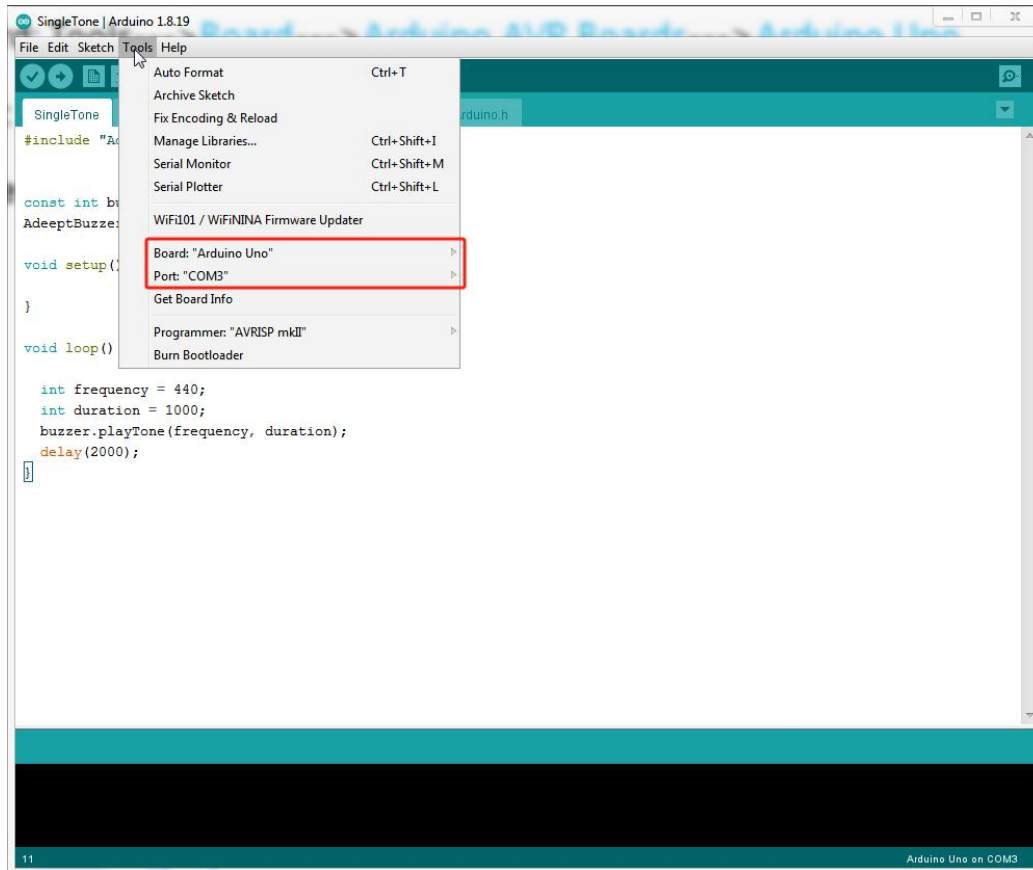 SingleTone | Arduino 1.8.19
File Edit Sketch Tools Help
Auto Format Ctrl+T
Archive Sketch
Fix Encoding & Reload
Manage Libraries... Ctrl+Shift+I
Serial Monitor Ctrl+Shift+M
Serial Plotter Ctrl+Shift+L
WiFi101 / WiFiNINA Firmware Updater
Board: "Arduino Uno"
Port: "COM3"
Get Board Info
Programmer: "AVRISP mkII"
Burn Bootloader
SingleTone
#include
const int
AdeeptBuzze
void setup()
}
void loop()
int frequency = 440;
int duration = 1000;
buzzer.playTone(frequency, duration);
delay(2000);
}
11 Arduino Uno on COM3